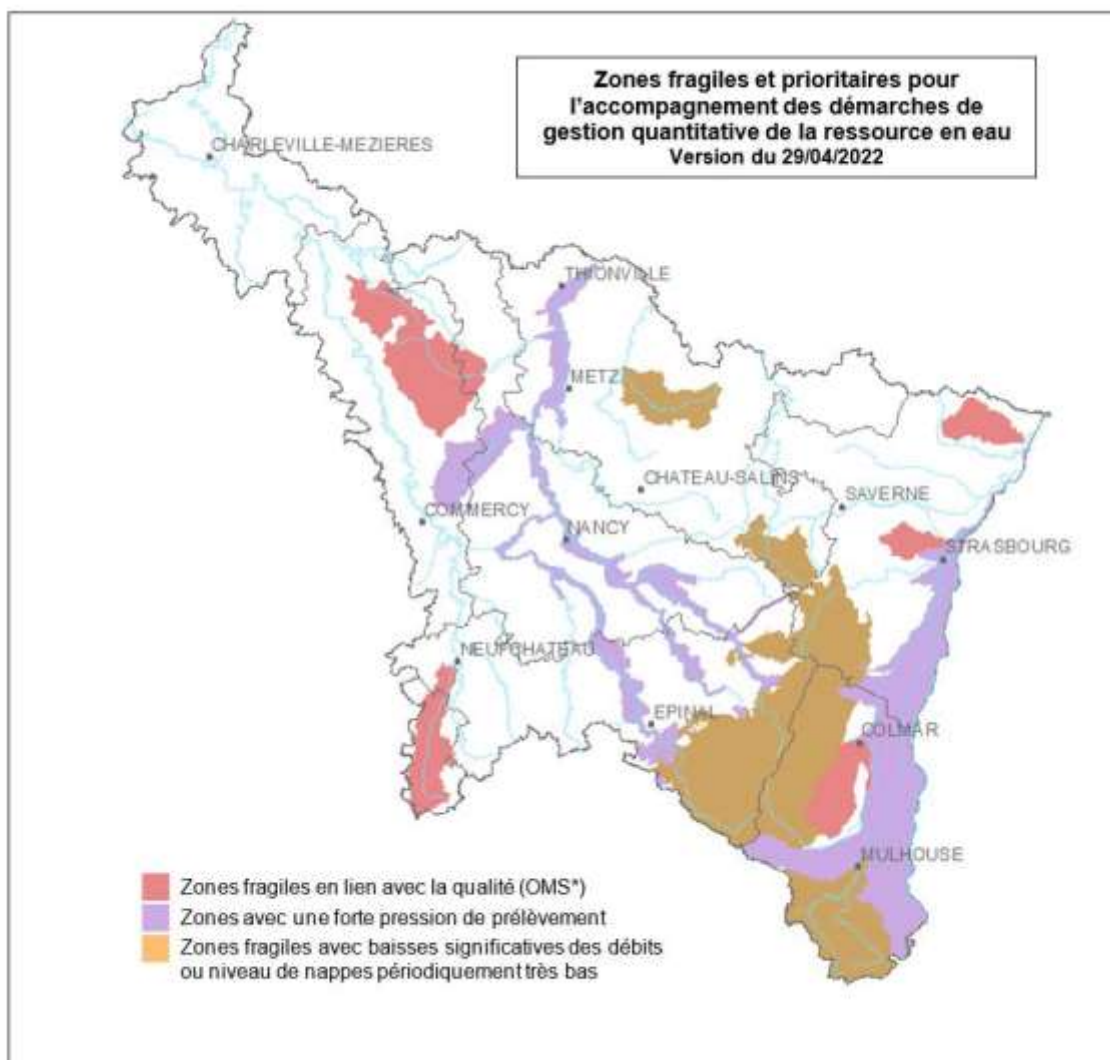 Zones fragiles et prioritaires pour
l'accompagnement des démarches de
gestion quantitative de la ressource en eau
Version du 29/04/2022
CHARLEVILLE-MEZIERES
THIONVILLE
METZ
CHATEAU-SALINS
SAVERNE
COMMERCY
NANCY
STRASBOURG
NEUFCHATEAU
EPINAL
COLMAR
MULHOUSE
Zones fragiles en lien avec la qualité (OMS*)
Zones avec une forte pression de prélèvement
Zones fragiles avec baisses significatives des débits
ou niveau de nappes périodiquement très bas